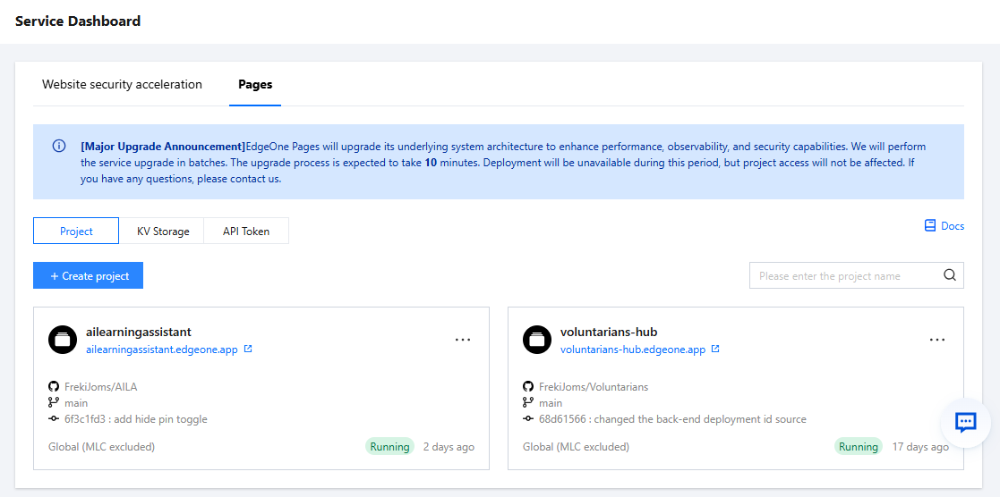 Service Dashboard
Website security acceleration
Pages
[Major Upgrade Announcement]EdgeOne Pages will upgrade its underlying system architecture to enhance performance, observability, and security capabilities. We will perform
the service upgrade in batches. The upgrade process is expected to take 10 minutes. Deployment will be unavailable during this period, but project access will not be affected. If
you have any questions, please contact us.
Project
KV Storage
API Token
Docs
+ Create project
Please enter the project name
ailearningassistant
ailearningassistant.edgeone.app
FrekiJoms/AILA
main
6f3c1fd3 : add hide pin toggle
Global (MLC excluded)
Running
2 days ago
voluntarians-hub
voluntarians-hub.edgeone.app
FrekiJoms/Voluntarians
main
68d61566 : changed the back-end deployment id source
Global (MLC excluded)
Running
17 days ago